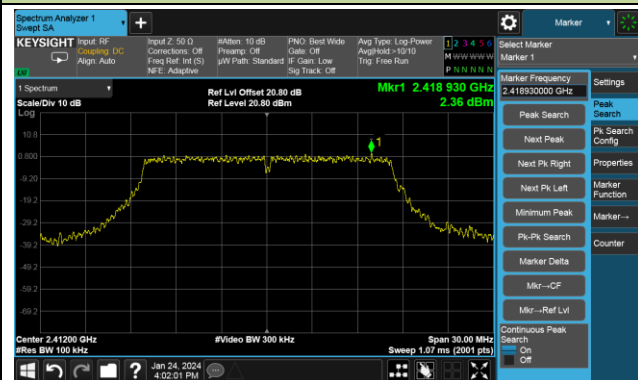 Spectrum Analyzer 1
Swept SA
+
Marker
KEYSIGHT
Input: RF
Coupling: DC
Align: Auto
Input Z: 50 Ω
Corrections: Off
Freq Ref: Int (S)
NFE: Adaptive
#Atten: 10 dB
Preamp: Off
µW Path: Standard
PNO: Best Wide
Gate: Off
IF Gain: Low
Sig Track: Off
Avg Type: Log-Power
Avg|Hold:>10/10
Trig: Free Run
1 2 3 4 5 6
M W W W W W
P N N N N N
Select Marker
Marker 1
Marker Frequency
2.418930000 GHz
Settings
Peak Search
Peak
Search
Next Peak
Pk Search
Config
Next Pk Right
Properties
Next Pk Left
Marker
Function
Minimum Peak
Marker→
Pk-Pk Search
Counter
Marker Delta
Mkr→CF
Mkr→Ref Lvl
Continuous Peak
Search
On
Off
1 Spectrum
Scale/Div 10 dB
Log
Ref Lvl Offset 20.80 dB
Ref Level 20.80 dBm
Mkr1 2.418 930 GHz
2.36 dBm
1
10.8
0.800
-9.20
-19.2
-29.2
-39.2
-49.2
-59.2
-69.2
Center 2.41200 GHz
#Video BW 300 kHz
Span 30.00 MHz
#Res BW 100 kHz
Sweep 1.07 ms (2001 pts)
?
Jan 24, 2024
4:02:01 PM